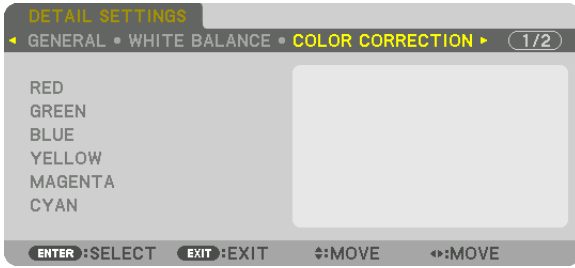 DETAIL SETTINGS
◂ GENERAL • WHITE BALANCE • COLOR CORRECTION ▸ 1/2
RED
GREEN
BLUE
YELLOW
MAGENTA
CYAN
ENTER :SELECT EXIT :EXIT ♦:MOVE ◂▸:MOVE